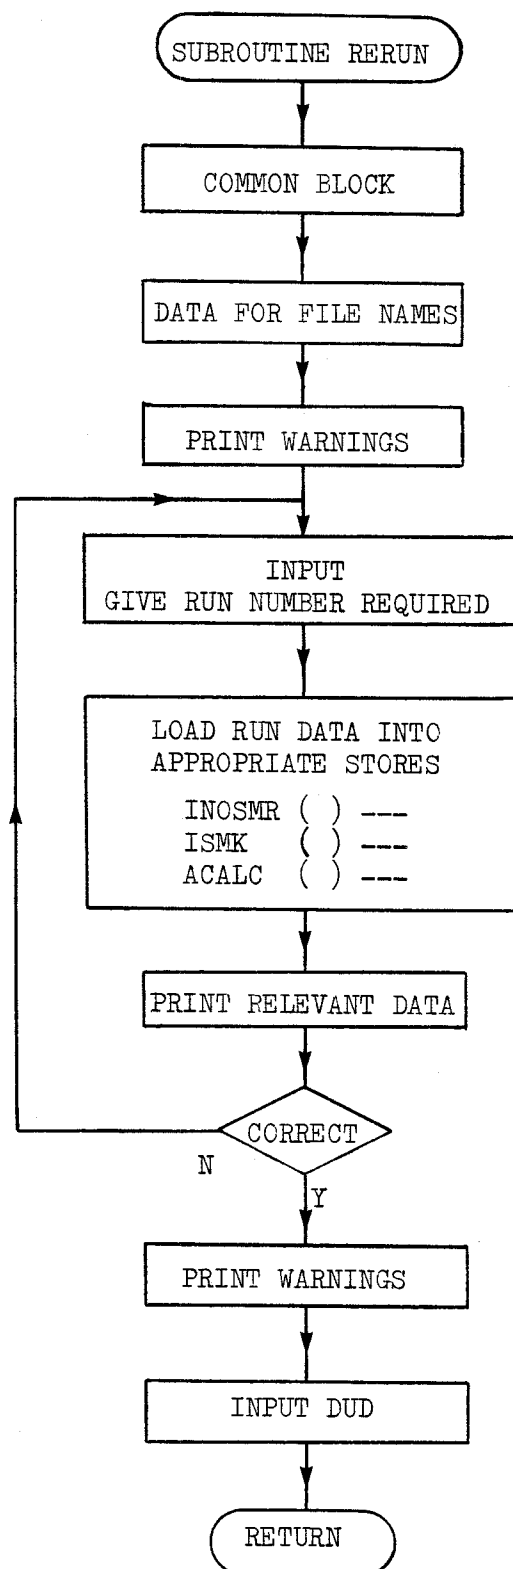 SUBROUTINE RERUN
COMMON BLOCK
DATA FOR FILE NAMES
PRINT WARNINGS
INPUT
GIVE RUN NUMBER REQUIRED
LOAD RUN DATA INTO
APPROPRIATE STORES
INOSMR ( ) ---
ISMK ( ) ---
ACALC ( ) ---
PRINT RELEVANT DATA
CORRECT
N
Y
PRINT WARNINGS
INPUT DUD
RETURN